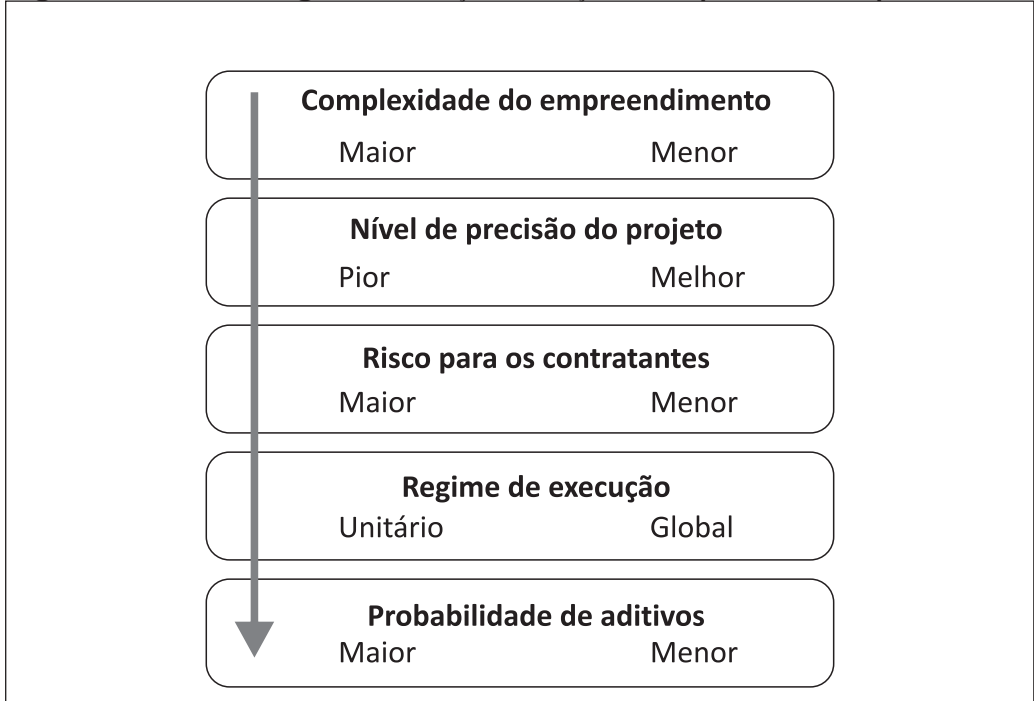 Complexidade do empreendimento
Maior Menor
Nível de precisão do projeto
Pior Melhor
Risco para os contratantes
Maior Menor
Regime de execução
Unitário Global
Probabilidade de aditivos
Maior Menor